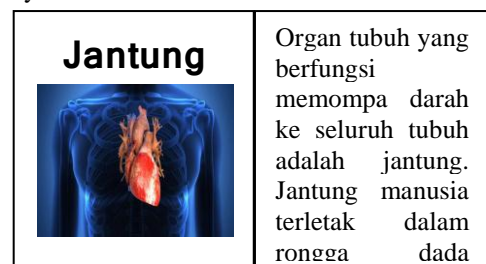 Jantung
Organ tubuh yang
berfungsi
memompa darah
ke seluruh tubuh
adalah jantung.
Jantung manusia
terletak dalam
rongga dada